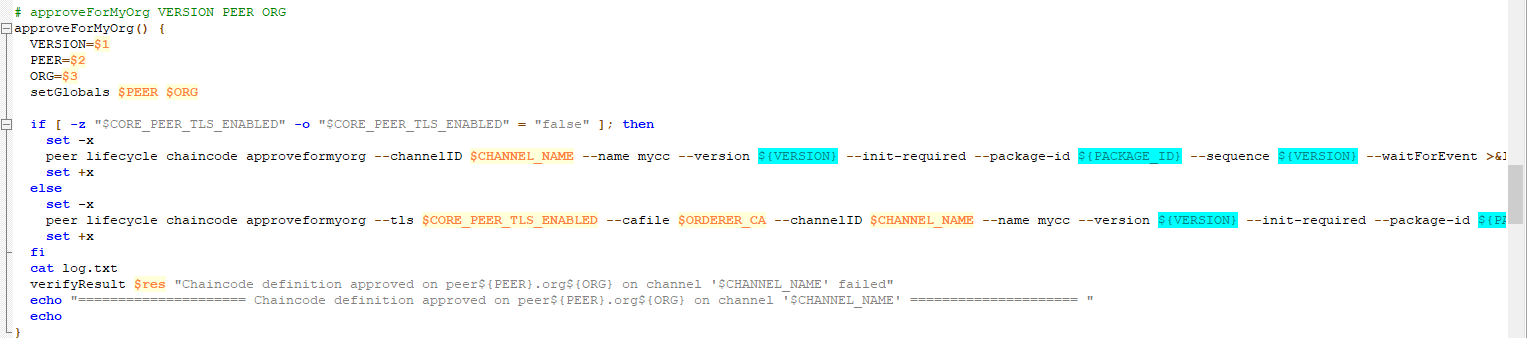 # approveForMyOrg VERSION PEER ORG
approveForMyOrg() {
  VERSION=$1
  PEER=$2
  ORG=$3
  setGlobals $PEER $ORG

  if [ -z "$CORE_PEER_TLS_ENABLED" -o "$CORE_PEER_TLS_ENABLED" = "false" ]; then
    set -x
    peer lifecycle chaincode approveformyorg --channelID $CHANNEL_NAME --name mycc --version ${VERSION} --init-required --package-id ${PACKAGE_ID} --sequence ${VERSION} --waitForEvent >&
    set +x
  else
    set -x
    peer lifecycle chaincode approveformyorg --tls $CORE_PEER_TLS_ENABLED --cafile $ORDERER_CA --channelID $CHANNEL_NAME --name mycc --version ${VERSION} --init-required --package-id ${PA
    set +x
  fi
  cat log.txt
  verifyResult $res "Chaincode definition approved on peer${PEER}.org${ORG} on channel '$CHANNEL_NAME' failed"
  echo "===================== Chaincode definition approved on peer${PEER}.org${ORG} on channel '$CHANNEL_NAME' ===================== "
  echo
}